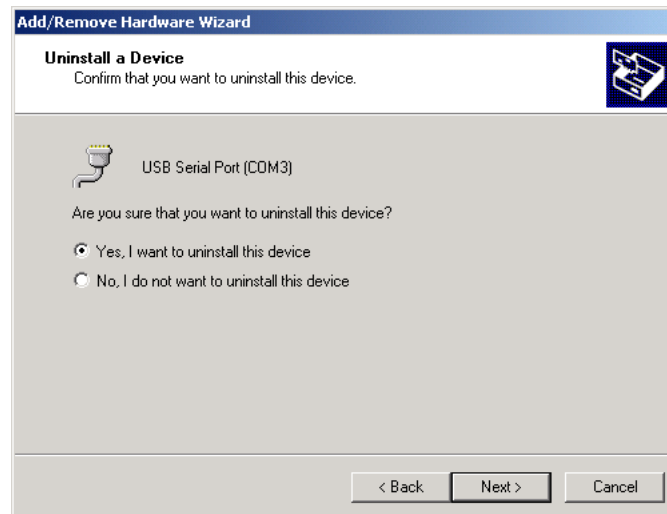 Add/Remove Hardware Wizard
Uninstall a Device
Confirm that you want to uninstall this device.
USB Serial Port (COM3)
Are you sure that you want to uninstall this device?
Yes, I want to uninstall this device
No, I do not want to uninstall this device
< Back Next > Cancel